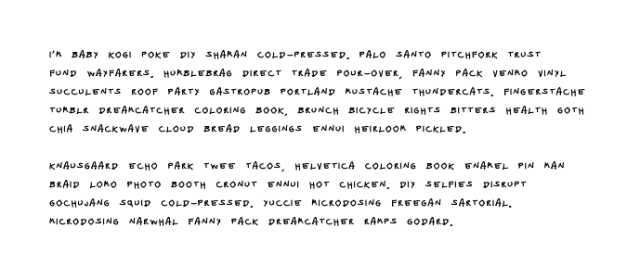 I'M BABY KOGI POKE DIY SHAMAN COLD-PRESSED. PALO SANTO PITCHFORK TRUST
FUND WAYFARERS. HUMBLEBRAG DIRECT TRADE POUR-OVER, FANNY PACK VENMO VINYL
SUCCULENTS ROOF PARTY GASTROPUB PORTLAND MUSTACHE THUNDERCATS. FINGERSTACHE
TUMBLR DREAMCATCHER COLORING BOOK, BRUNCH BICYCLE RIGHTS BITTERS HEALTH GOTH
CHIA SNACKWAVE CLOUD BREAD LEGGINGS ENNUI HEIRLOOM PICKLED.
KNAUSGAARD ECHO PARK TWEE TACOS, HELVETICA COLORING BOOK ENAMEL PIN MAN
BRAID LOMO PHOTO BOOTH CRONUT ENNUI HOT CHICKEN. DIY SELFIES DISRUPT
GOCHUJANG SQUID COLD-PRESSED. YUCCIE MICRODOSING FREEGAN SARTORIAL.
MICRODOSING NARWHAL FANNY PACK DREAMCATCHER RAMPS GODARD.